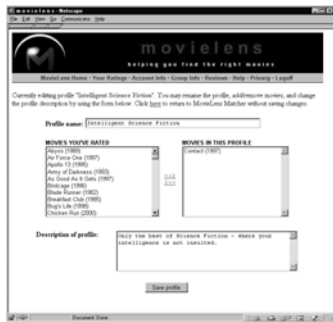 movielens - Netscape
File Edit View Go Communicator Help
movielens
helping you find the right movies
MovieLens Home - Your Ratings - Account Info - Group Info - Reviews - Help - Privacy - Logoff
Currently editing profile "Intelligent Science Fiction". You may rename the profile, add/remove movies, and change
the profile description by using the form below. Click here to return to MovieLens Matcher without saving changes.
Profile name: Intelligent Science Fiction
MOVIES YOU'VE RATED
Abyss (1989)
Air Force One (1997)
Apollo 13 (1995)
Army of Darkness (1993)
As Good As It Gets (1997)
Birdcage (1996)
Blade Runner (1982)
Breakfast Club (1985)
Bug's Life (1998)
Chicken Run (2000)
MOVIES IN THIS PROFILE
Contact (1997)
Description of profile: Only the best of Science Fiction - where your
intelligence is not insulted.
Save profile
Document Done